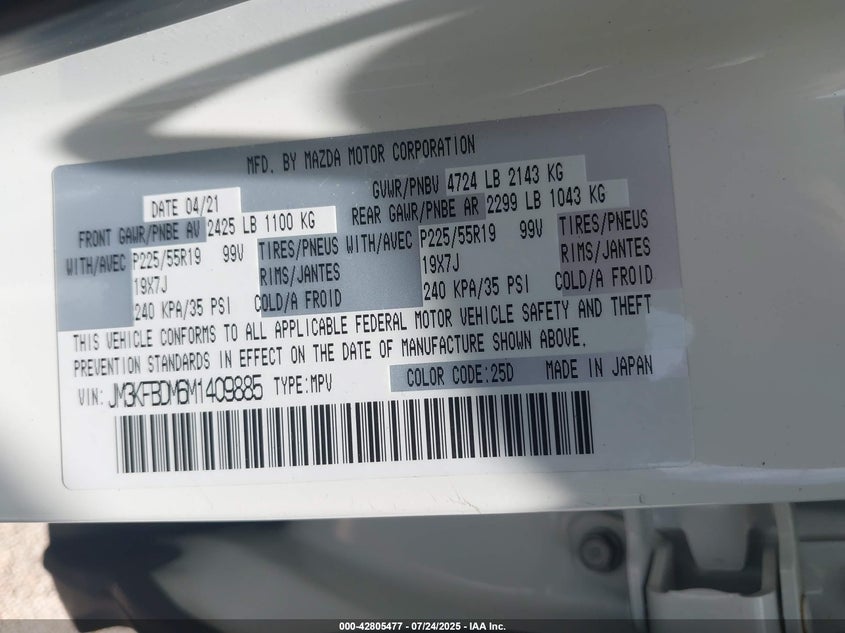 MFD. BY MAZDA MOTOR CORPORATION
DATE 04/21 GVWR/PNBV 4724 LB 2143 KG
FRONT GAWR/PNBE AV 2425 LB 1100 KG REAR GAWR/PNBE AR 2299 LB 1043 KG
WITH/AVEC P225/55R19 99V TIRES/PNEUS WITH/AVEC P225/55R19 99V TIRES/PNEUS
19X7J RIMS/JANTES 19X7J RIMS/JANTES
240 KPA/35 PSI COLD/A FROID 240 KPA/35 PSI COLD/A FROID
THIS VEHICLE CONFORMS TO ALL APPLICABLE FEDERAL MOTOR VEHICLE SAFETY AND THEFT
PREVENTION STANDARDS IN EFFECT ON THE DATE OF MANUFACTURE SHOWN ABOVE.
VIN: JM3KFBDM6M1409885 TYPE:MPV COLOR CODE:25D MADE IN JAPAN
000-42805477 - 07/24/2025 - IAA Inc.